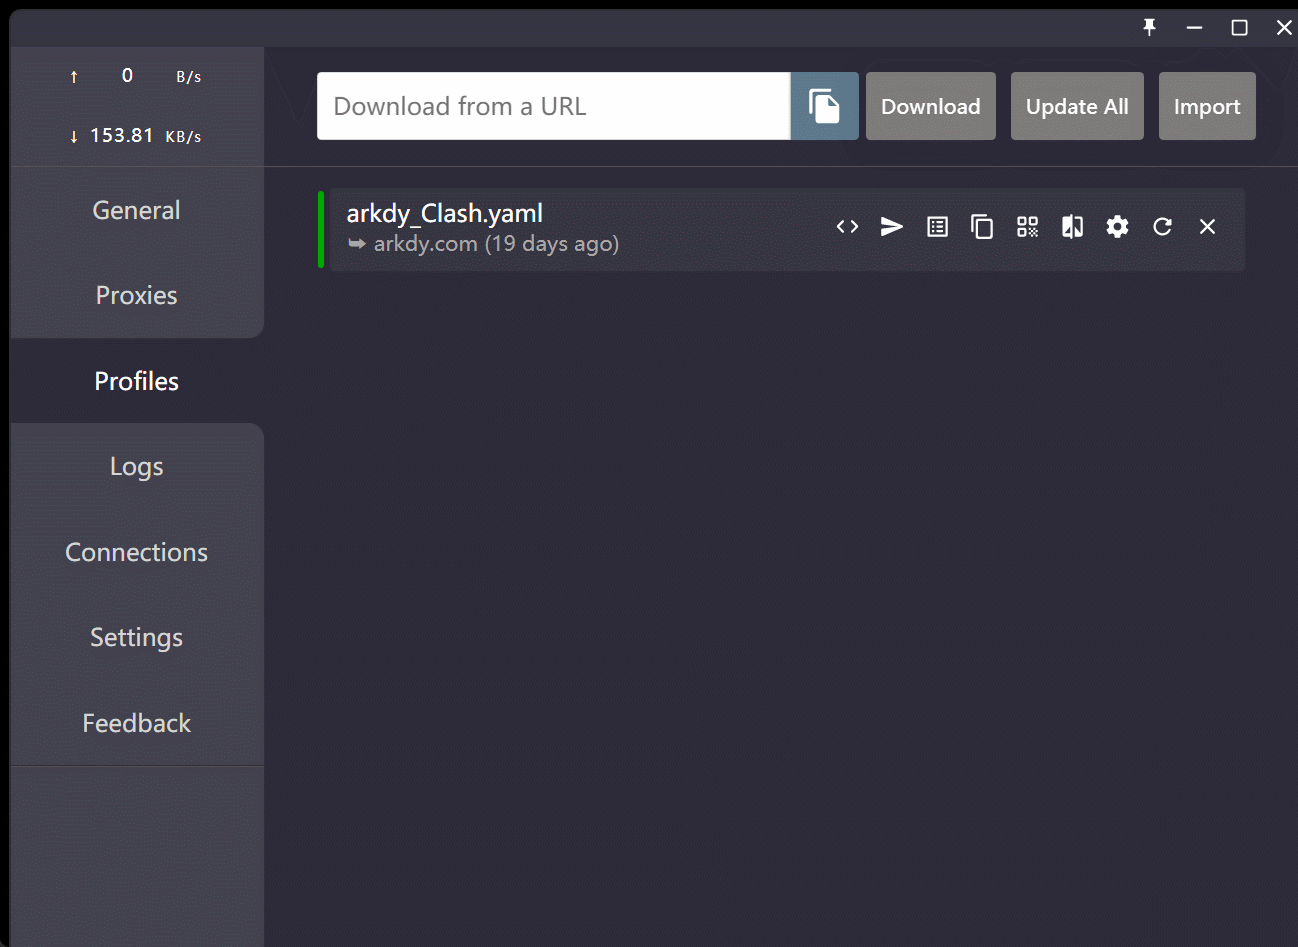 ↑ 0 B/s
↓ 153.81 KB/s
Download from a URL
Download
Update All
Import
General
Proxies
Profiles
Logs
Connections
Settings
Feedback
arkdy_Clash.yaml
➥ arkdy.com (19 days ago)